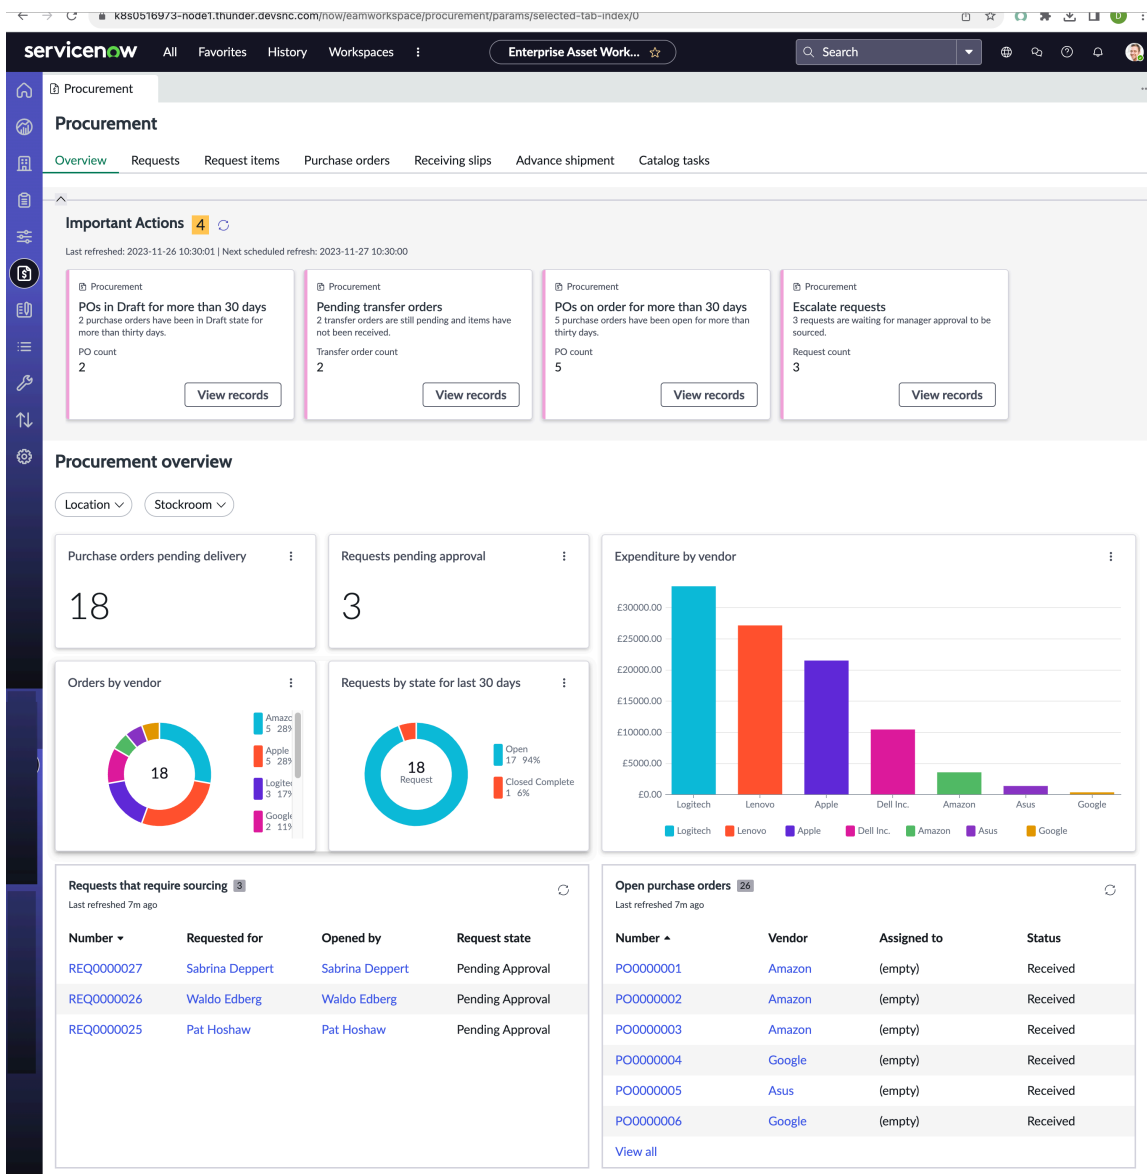 k8s0516973-node1.thunder.devsnc.com/now/eamworkspace/procurement/params/selected-tab-index/0
D
servicenow All Favorites History Workspaces Enterprise Asset Work... Search
Procurement
Procurement
Overview Requests Request items Purchase orders Receiving slips Advance shipment Catalog tasks
Important Actions 4
Last refreshed: 2023-11-26 10:30:01 | Next scheduled refresh: 2023-11-27 10:30:00
Procurement
POs in Draft for more than 30 days
2 purchase orders have been in Draft state for
more than thirty days.
PO count
2
View records
Procurement
Pending transfer orders
2 transfer orders are still pending and items have
not been received.
Transfer order count
2
View records
Procurement
POs on order for more than 30 days
5 purchase orders have been open for more than
thirty days.
PO count
5
View records
Procurement
Escalate requests
3 requests are waiting for manager approval to be
sourced.
Request count
3
View records
Procurement overview
Location Stockroom
Purchase orders pending delivery
18
Requests pending approval
3
Expenditure by vendor
£30000.00
£25000.00
£20000.00
£15000.00
£10000.00
£5000.00
£0.00
Logitech Lenovo Apple Dell Inc. Amazon Asus Google
Logitech Lenovo Apple Dell Inc. Amazon Asus Google
Orders by vendor
18
Amazo
5 28%
Apple
5 28%
Logitec
3 17%
Google
2 11%
Requests by state for last 30 days
18
Request
Open
17 94%
Closed Complete
1 6%
Requests that require sourcing 3
Last refreshed 7m ago
Number Requested for Opened by Request state
REQ0000027 Sabrina Deppert Sabrina Deppert Pending Approval
REQ0000026 Waldo Edberg Waldo Edberg Pending Approval
REQ0000025 Pat Hoshaw Pat Hoshaw Pending Approval
Open purchase orders 26
Last refreshed 7m ago
Number Vendor Assigned to Status
PO0000001 Amazon (empty) Received
PO0000002 Amazon (empty) Received
PO0000003 Amazon (empty) Received
PO0000004 Google (empty) Received
PO0000005 Asus (empty) Received
PO0000006 Google (empty) Received
View all